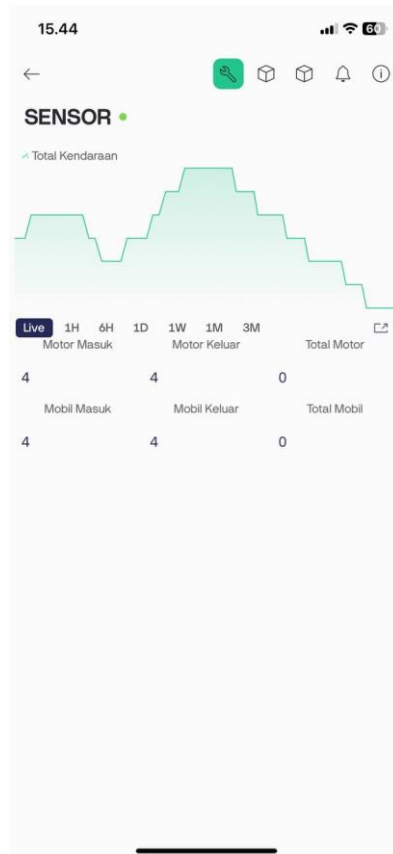 15.44 60
SENSOR
Total Kendaraan
Live 1H 6H 1D 1W 1M 3M
Motor Masuk Motor Keluar Total Motor
4 4 0
Mobil Masuk Mobil Keluar Total Mobil
4 4 0